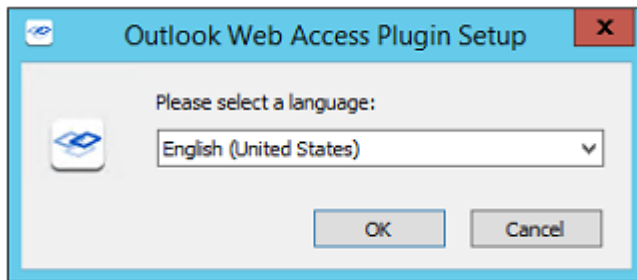 Outlook Web Access Plugin Setup
x
Please select a language:
English (United States)
OK
Cancel